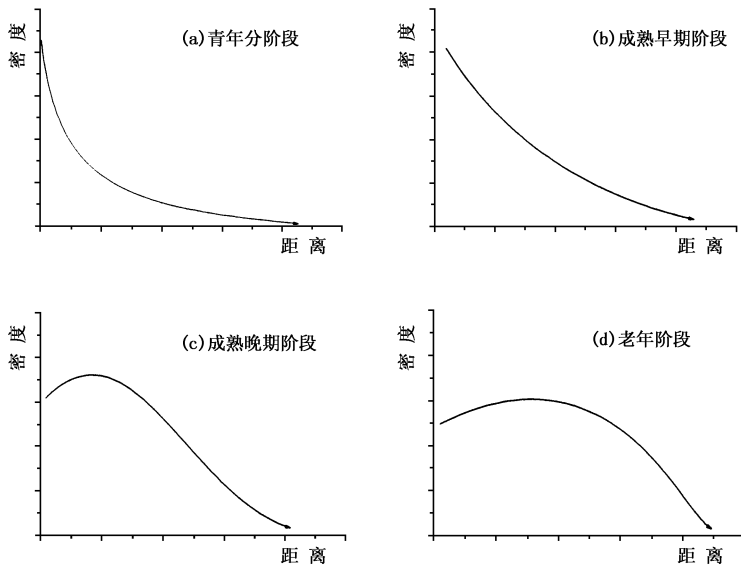 (a)青年分阶段
密度
距离
(b)成熟早期阶段
密度
距离
(c)成熟晚期阶段
密度
距离
(d)老年阶段
密度
距离